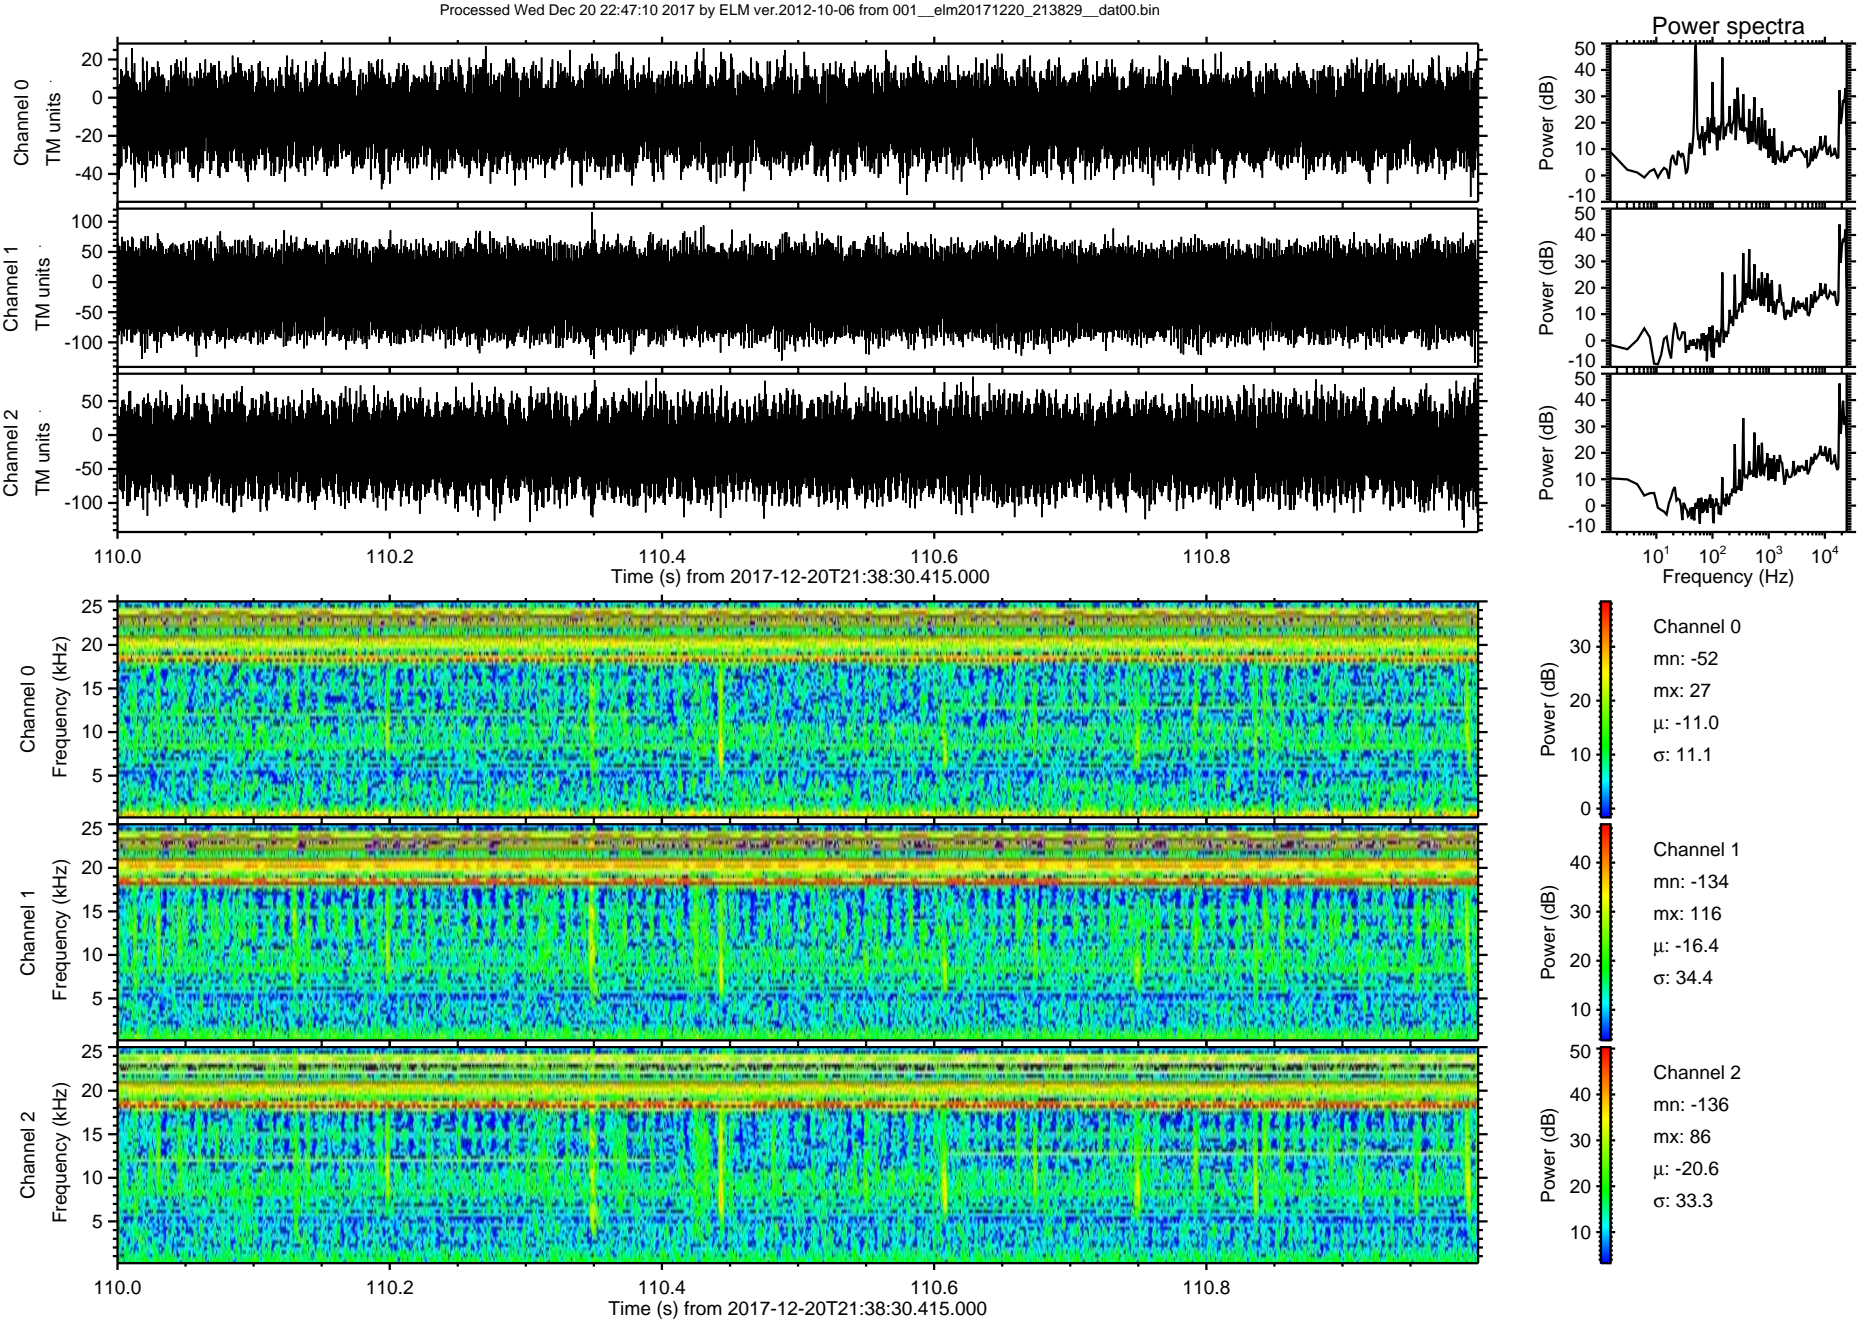 Processed Wed Dec 20 22:47:10 2017 by ELM ver.2012-10-06 from 001__elm20171220_213829__dat00.bin
Power spectra
Channel 0
TM units
20
0
-20
-40
Power (dB)
50
40
30
20
10
0
-10
Channel 1
TM units
100
50
0
-50
-100
Power (dB)
50
40
30
20
10
0
-10
Channel 2
TM units
50
0
-50
-100
Power (dB)
50
40
30
20
10
0
-10
110.0 110.2 110.4 110.6 110.8
Time (s) from 2017-12-20T21:38:30.415.000
10¹ 10² 10³ 10⁴
Frequency (Hz)
Channel 0
Frequency (kHz)
25
20
15
10
5
Power (dB)
30
20
10
0
Channel 0
mn: -52
mx: 27
μ: -11.0
σ: 11.1
Channel 1
Frequency (kHz)
25
20
15
10
5
Power (dB)
40
30
20
10
Channel 1
mn: -134
mx: 116
μ: -16.4
σ: 34.4
Channel 2
Frequency (kHz)
25
20
15
10
5
Power (dB)
50
40
30
20
10
Channel 2
mn: -136
mx: 86
μ: -20.6
σ: 33.3
110.0 110.2 110.4 110.6 110.8
Time (s) from 2017-12-20T21:38:30.415.000